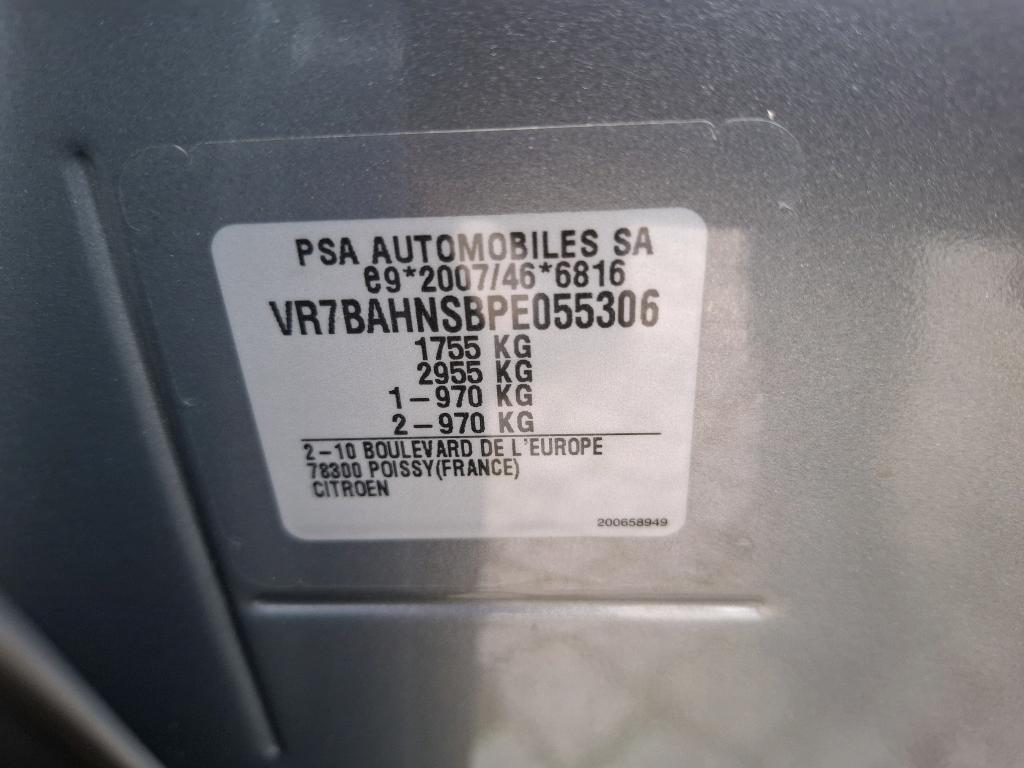 PSA AUTOMOBILES SA
e9*2007/46*6816
VR7BAHNSBPE055306
1755 KG
2955 KG
1-970 KG
2-970 KG
2-10 BOULEVARD DE L'EUROPE
78300 POISSY(FRANCE)
CITROEN
200658949